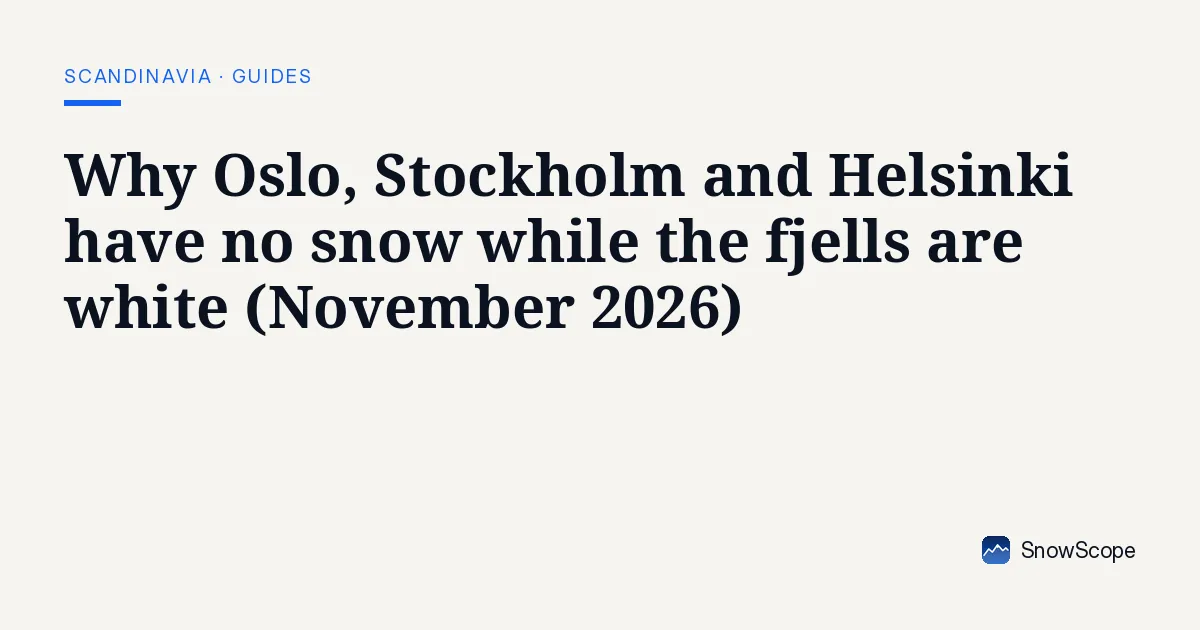 SCANDINAVIA · GUIDES
Why Oslo, Stockholm and Helsinki
have no snow while the fjells are
white (November 2026)
SnowScope